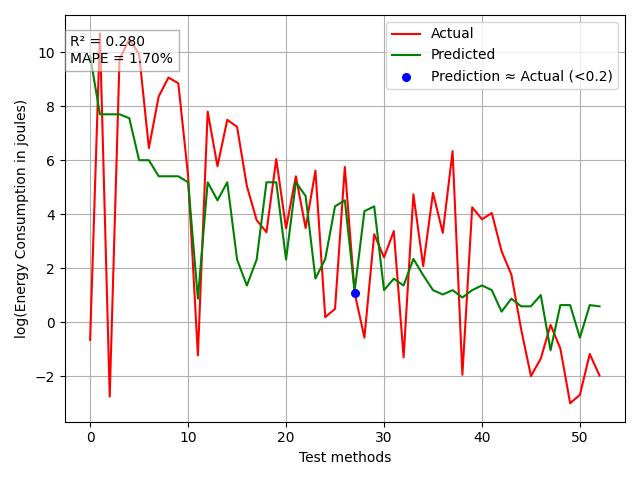 R² = 0.280
MAPE = 1.70%
Actual
Predicted
Prediction ≈ Actual (<0.2)
log(Energy Consumption in joules)
10
8
6
4
2
0
−2
0 10 20 30 40 50
Test methods